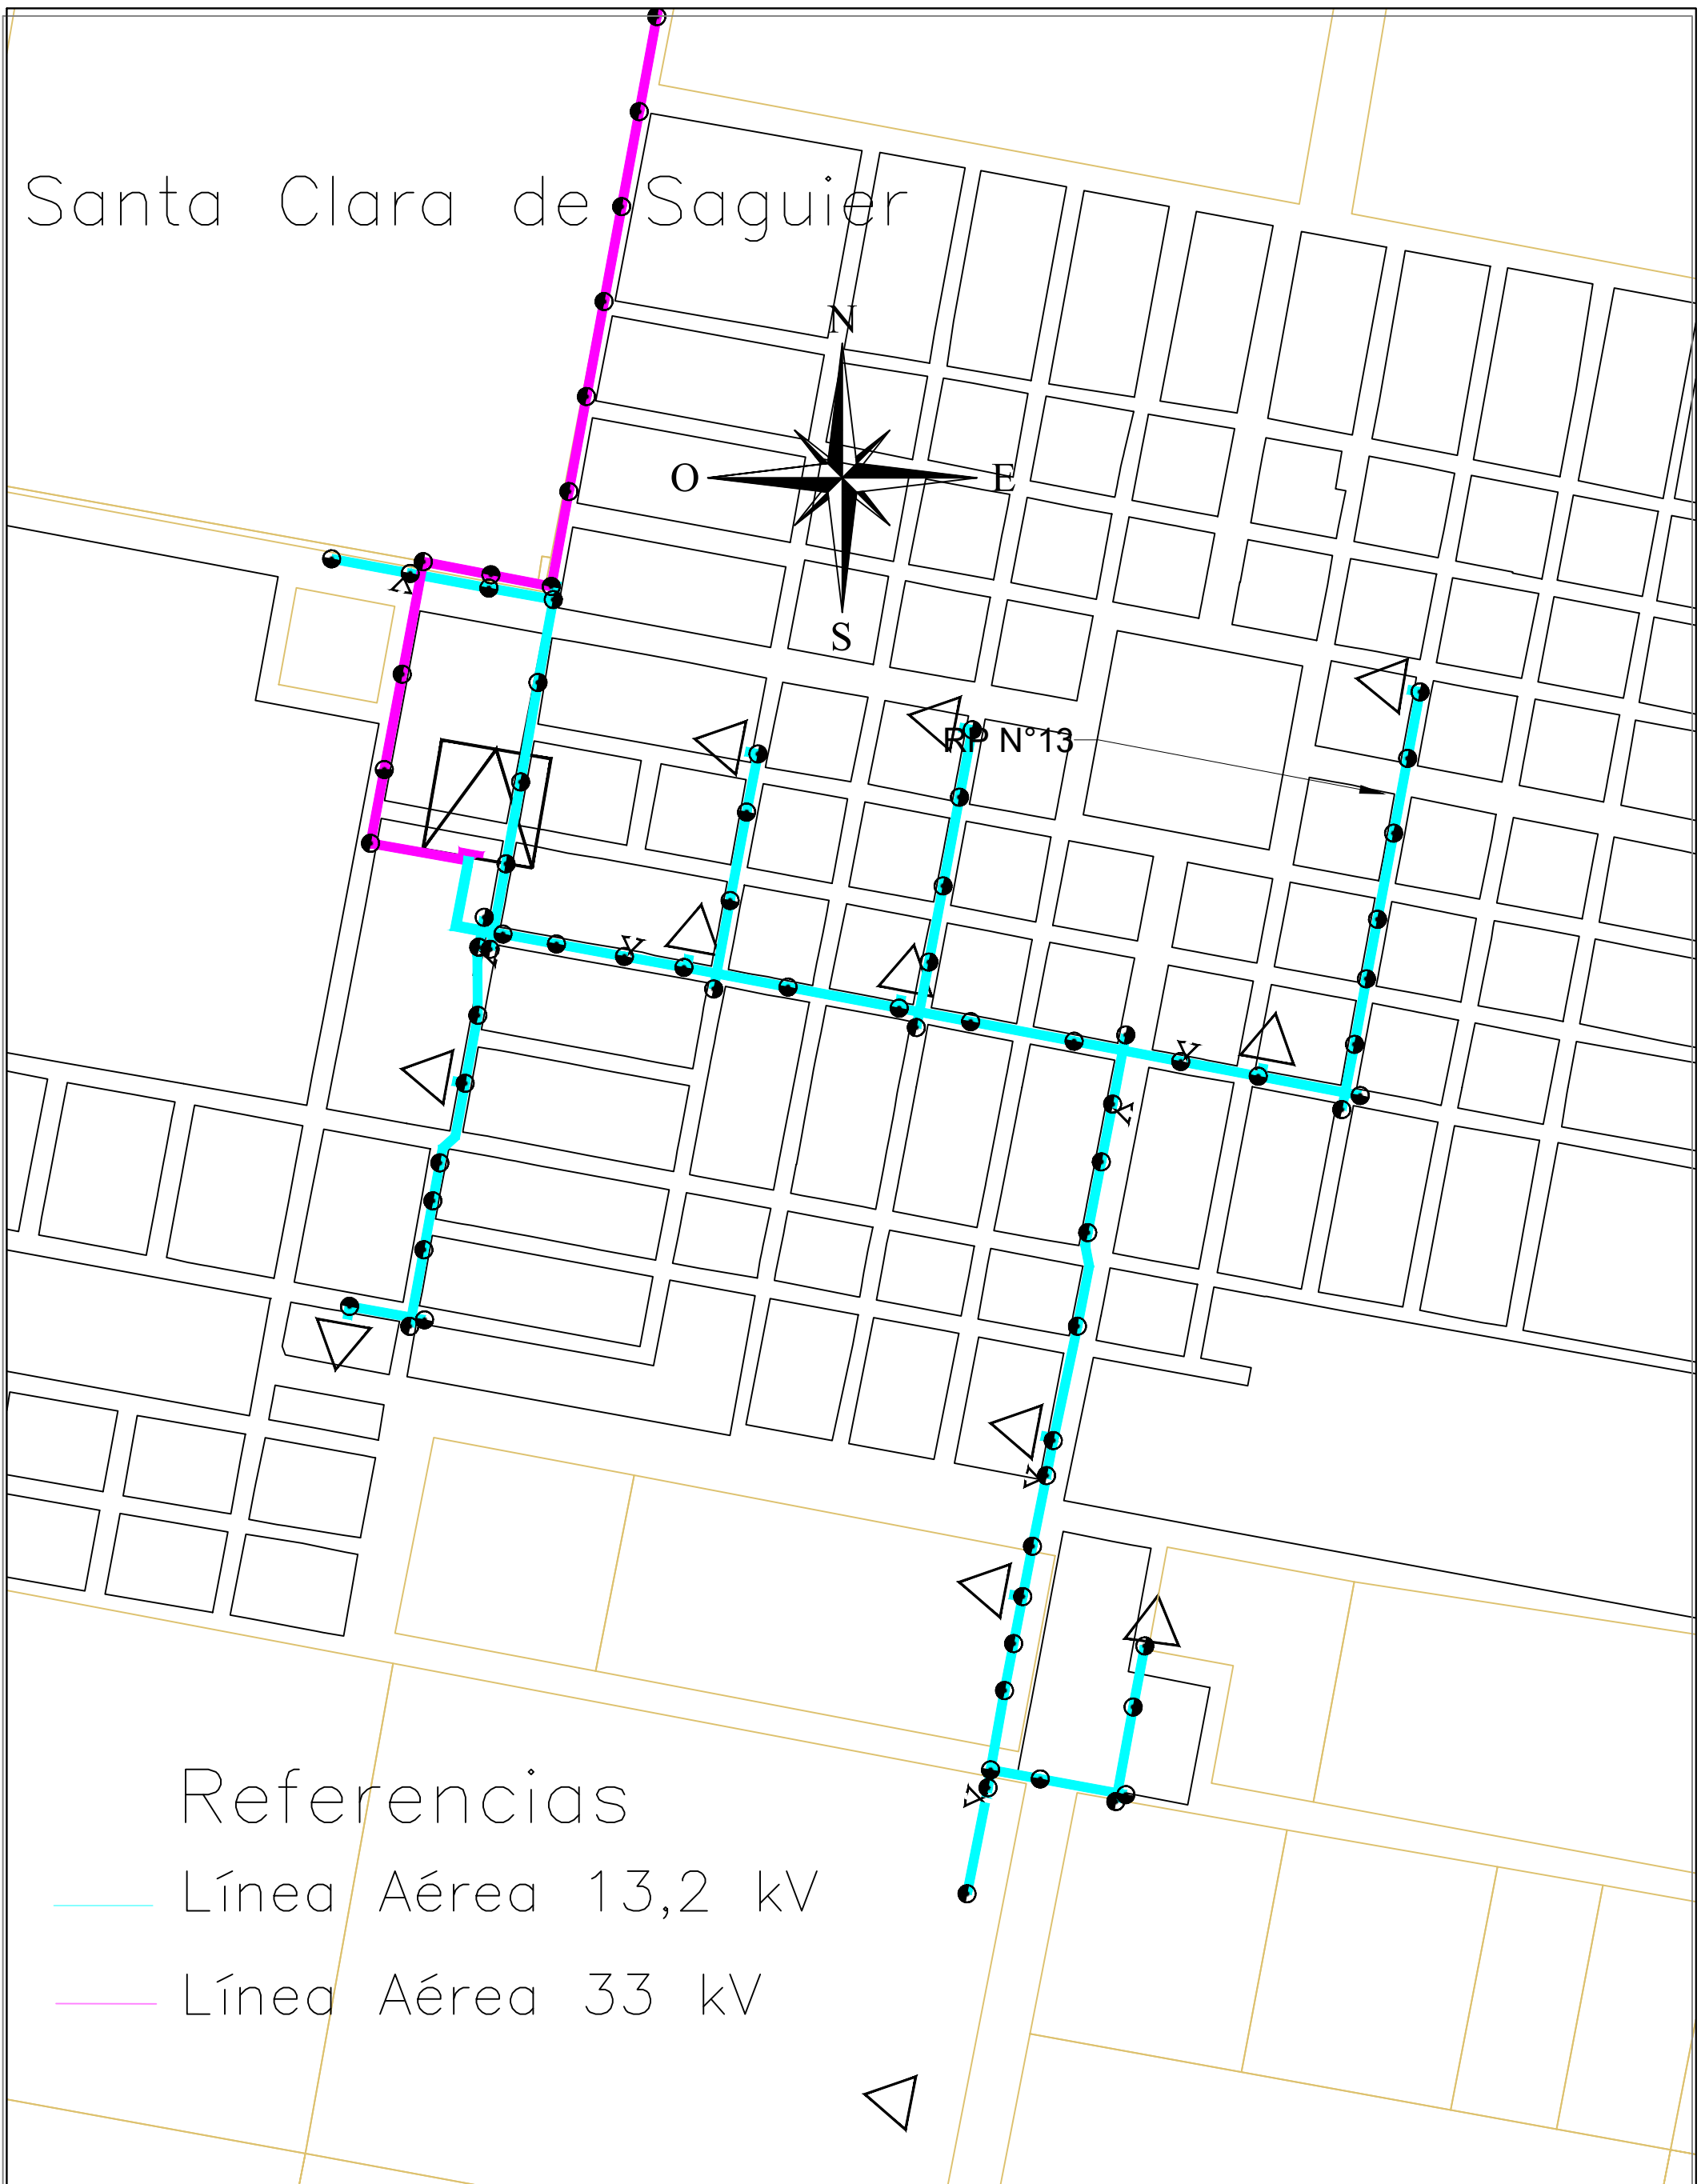 Santa Clara de Saguier
N
O E
S
RP N°13
Referencias
Línea Aérea 13,2 kV
Línea Aérea 33 kV